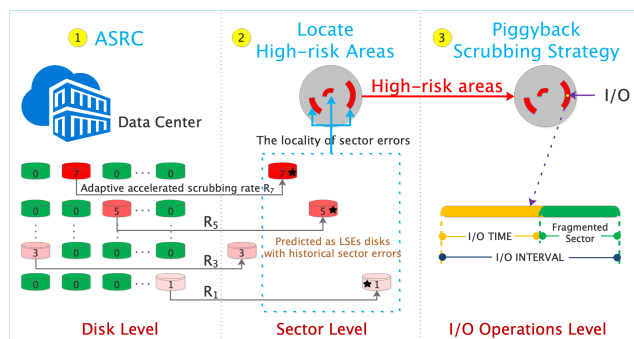 1 ASRC
2 Locate
High-risk Areas
3 Piggyback
Scrubbing Strategy
High-risk areas
I/O
Data Center
The locality of sector errors
0 7 0 0 7
Adaptive accelerated scrubbing rate R7
0 0 5 0 5
R5
Predicted as LSEs disks
with historical sector errors
3 0 0 0 3
R3
0 0 0 1 1
R1
I/O TIME
Fragmented
Sector
I/O INTERVAL
Disk Level
Sector Level
I/O Operations Level